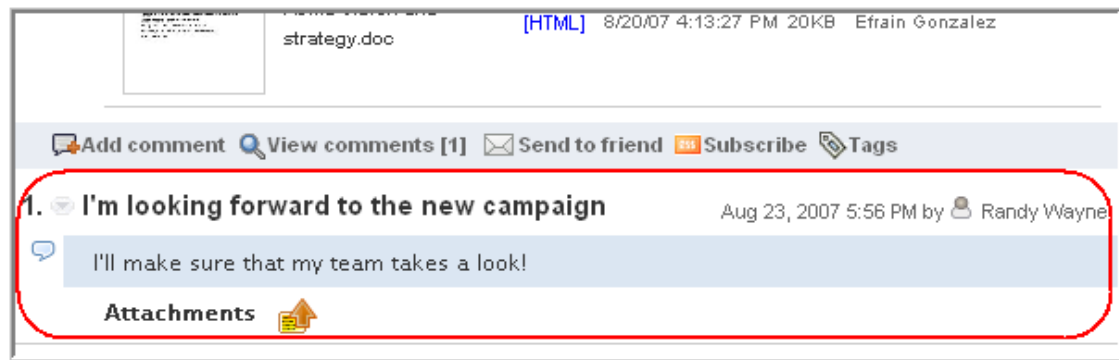 strategy.doc
[HTML] 8/20/07 4:13:27 PM 20KB Efrain Gonzalez
Add comment View comments [1] Send to friend Subscribe Tags
1. I'm looking forward to the new campaign
Aug 23, 2007 5:56 PM by Randy Wayne
I'll make sure that my team takes a look!
Attachments